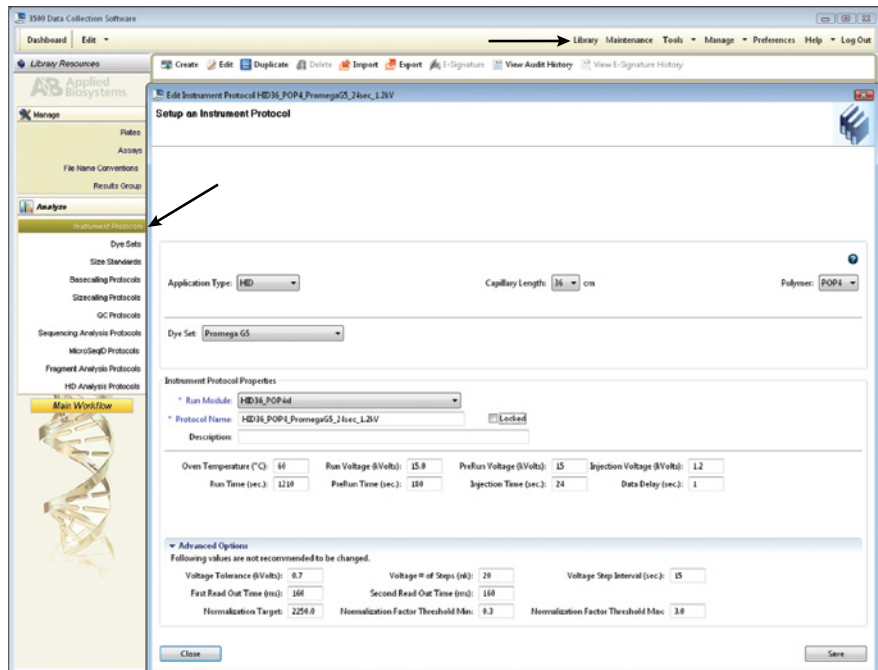 3500 Data Collection Software
Dashboard Edit Library Maintenance Tools Manage Preferences Help Log Out
Library Resources
Create Edit Duplicate Delete Import Export E-Signature View Audit History View E-Signature History
AB Applied Biosystems
Manage
Plates
Assays
File Name Conventions
Results Group
Analyze
Instrument Protocols
Dye Sets
Size Standards
Basecalling Protocols
Sizecalling Protocols
QC Protocols
Sequencing Analysis Protocols
MicroSeqID Protocols
Fragment Analysis Protocols
HID Analysis Protocols
Main Workflow
Edit Instrument Protocol HID36_POP4_PromegaG5_24sec_1.2kV
Setup an Instrument Protocol
Application Type: HID Capillary Length: 36 cm Polymer: POP4
Dye Set: Promega G5
Instrument Protocol Properties
* Run Module: HID36_POP4xl
* Protocol Name: HID36_POP4_PromegaG5_24sec_1.2kV Locked
Description:
Oven Temperature (°C): 60 Run Voltage (kVolts): 15.0 PreRun Voltage (kVolts): 15 Injection Voltage (kVolts): 1.2
Run Time (sec.): 1210 PreRun Time (sec.): 180 Injection Time (sec.): 24 Data Delay (sec.): 1
Advanced Options
Following values are not recommended to be changed.
Voltage Tolerance (kVolts): 0.7 Voltage # of Steps (nk): 20 Voltage Step Interval (sec.): 15
First Read Out Time (ms): 160 Second Read Out Time (ms): 160
Normalization Target: 2250.0 Normalization Factor Threshold Min: 0.3 Normalization Factor Threshold Max: 3.0
Close Save